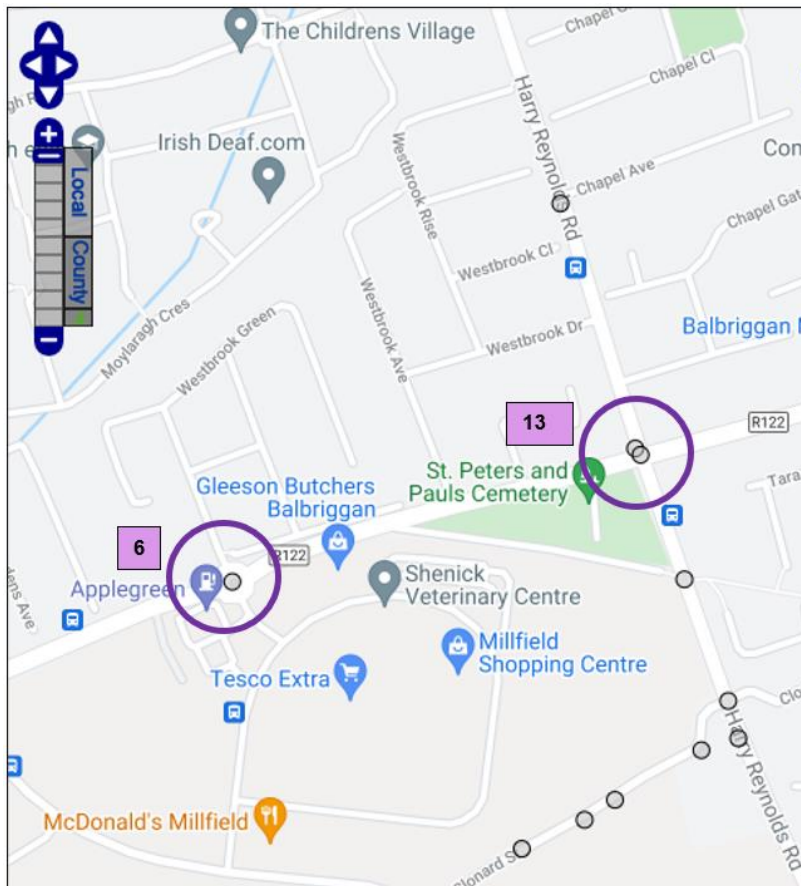 The Childrens Village
Chapel Cl
Harry Reynolds Rd
Irish Deaf.com
Chapel Ave
Westbrook Rise
Local
County
Chapel Gat
Westbrook Cl
Moylaragh Cres
Westbrook Green
Westbrook Ave
Westbrook Dr
Balbriggan
13
R122
St. Peters and
Pauls Cemetery
Tara
Gleeson Butchers
Balbriggan
6
R122
Applegreen
Shenick
Veterinary Centre
Millfield
Shopping Centre
Tesco Extra
Harry Reynolds Rd
McDonald's Millfield
Clonard S